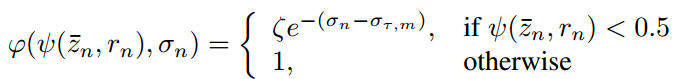 φ(ψ(z̄ₙ, rₙ), σₙ) = { ζe^{−(σₙ−σ_{τ,m})}, if ψ(z̄ₙ, rₙ) < 0.5
1, otherwise